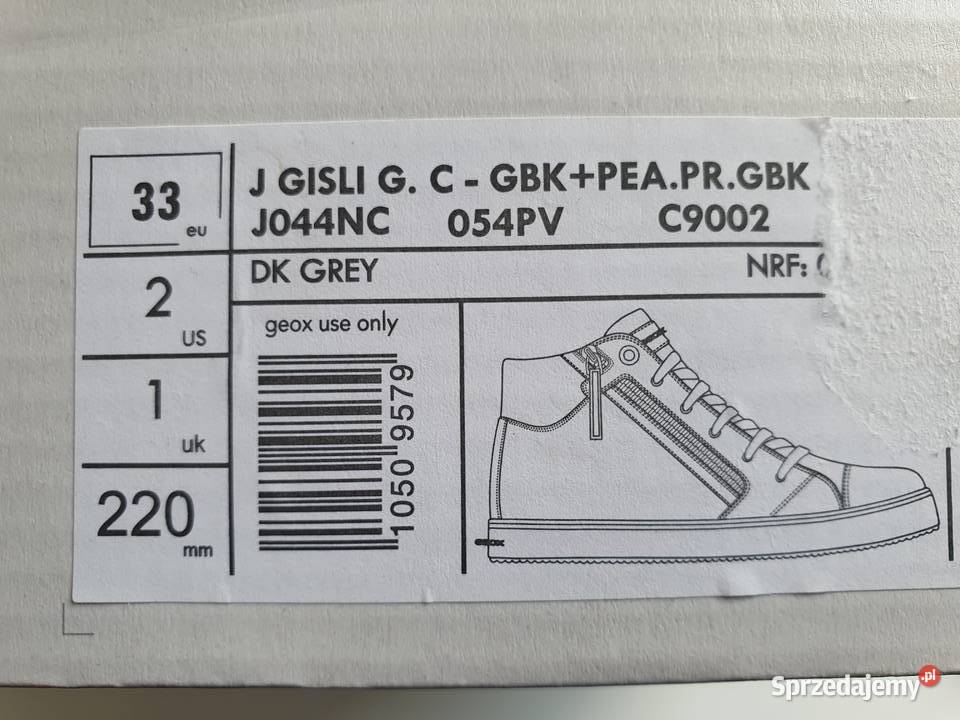 33 eu
J GISLI G. C - GBK+PEA.PR.GBK
J044NC 054PV C9002
2 US
DK GREY NRF:
geox use only
1 uk
1050 9579
220 mm
GEOX
Sprzedajemy.pl